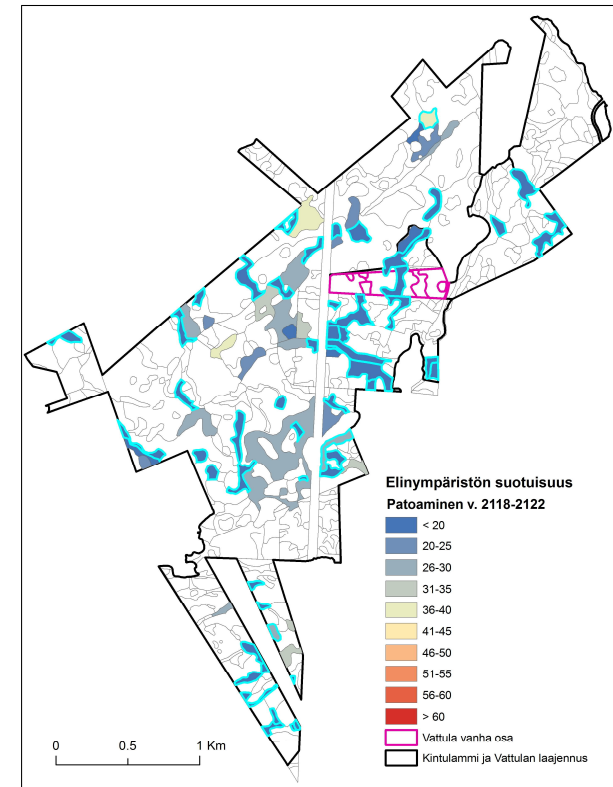 Elinympäristön suotuisuus
Patoaminen v. 2118-2122
< 20
20-25
26-30
31-35
36-40
41-45
46-50
51-55
56-60
> 60
Vattula vanha osa
Kintulammi ja Vattulan laajennus
0 0.5 1 Km